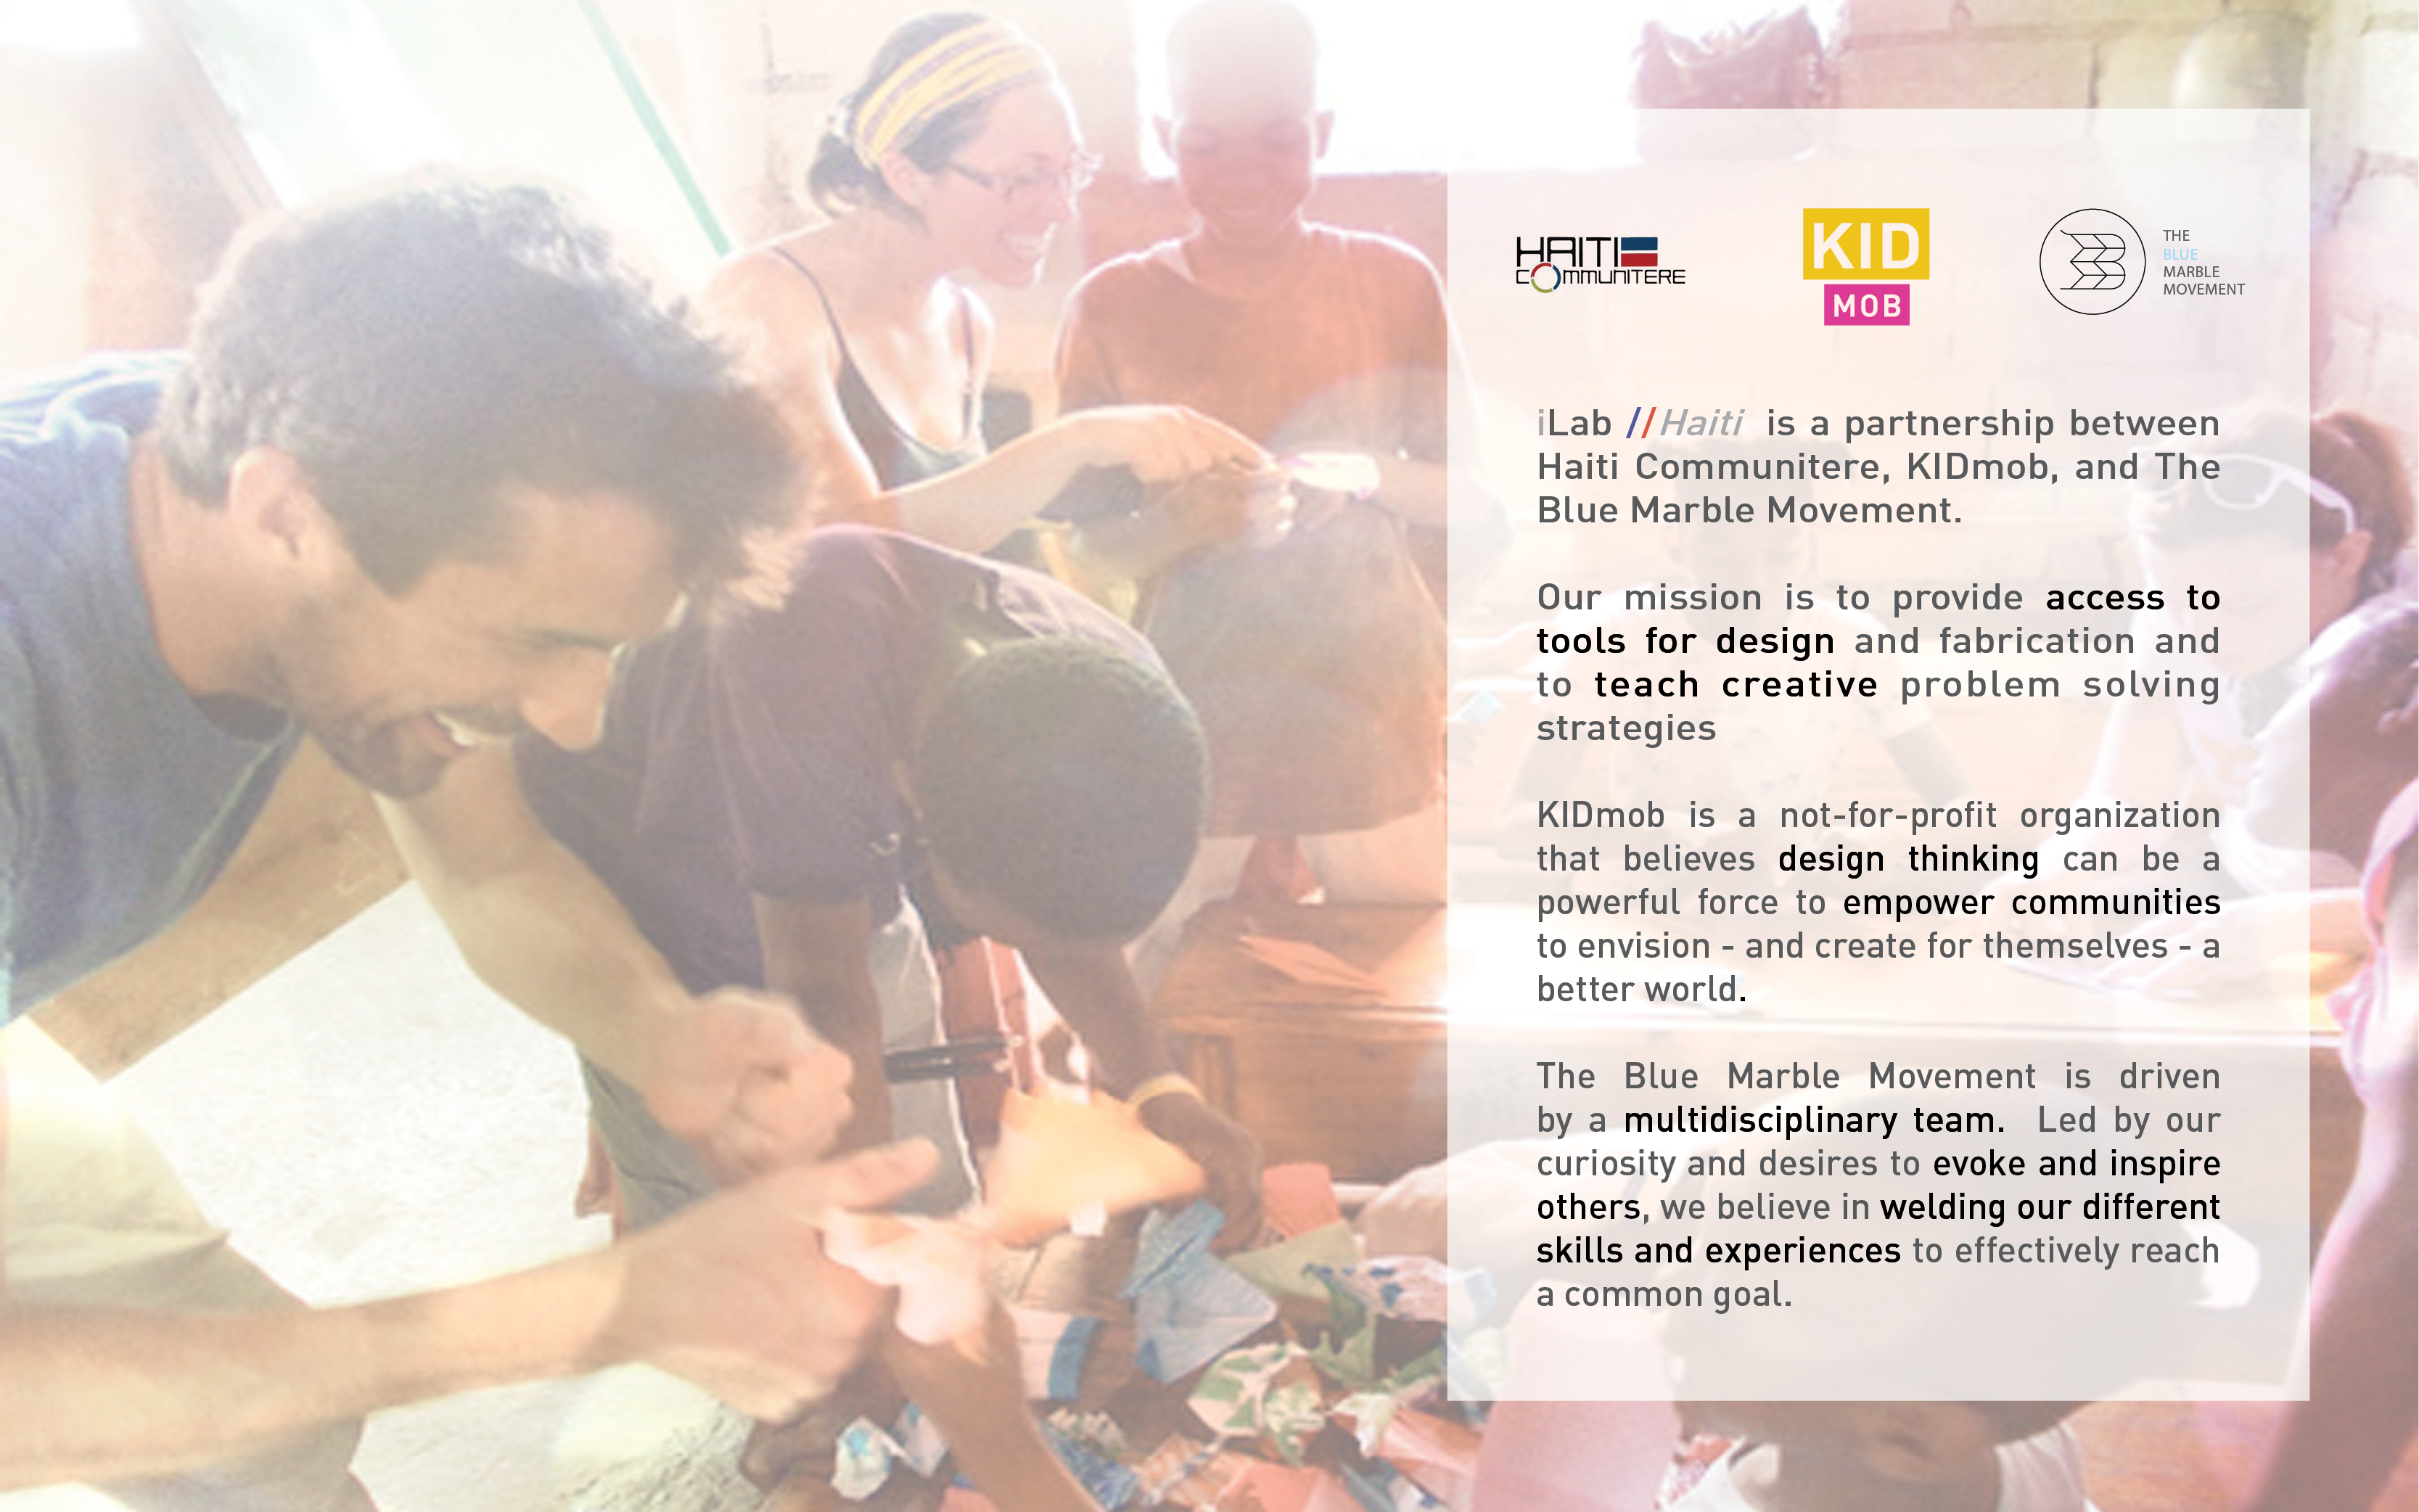 HAITI
COMMUNITERE
KID
MOB
THE
BLUE
MARBLE
MOVEMENT
iLab //Haiti is a partnership between
Haiti Communitere, KIDmob, and The
Blue Marble Movement.
Our mission is to provide access to
tools for design and fabrication and
to teach creative problem solving
strategies
KIDmob is a not-for-profit organization
that believes design thinking can be a
powerful force to empower communities
to envision - and create for themselves - a
better world.
The Blue Marble Movement is driven
by a multidisciplinary team. Led by our
curiosity and desires to evoke and inspire
others, we believe in welding our different
skills and experiences to effectively reach
a common goal.